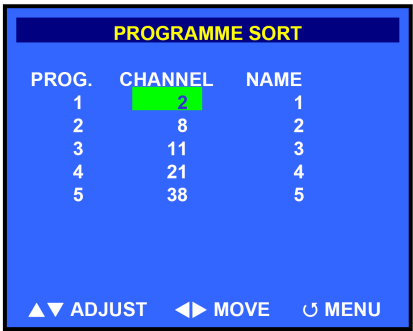 PROGRAMME SORT
PROG. CHANNEL NAME
1 2 1
2 8 2
3 11 3
4 21 4
5 38 5
▲▼ ADJUST ◀▶ MOVE ↺ MENU